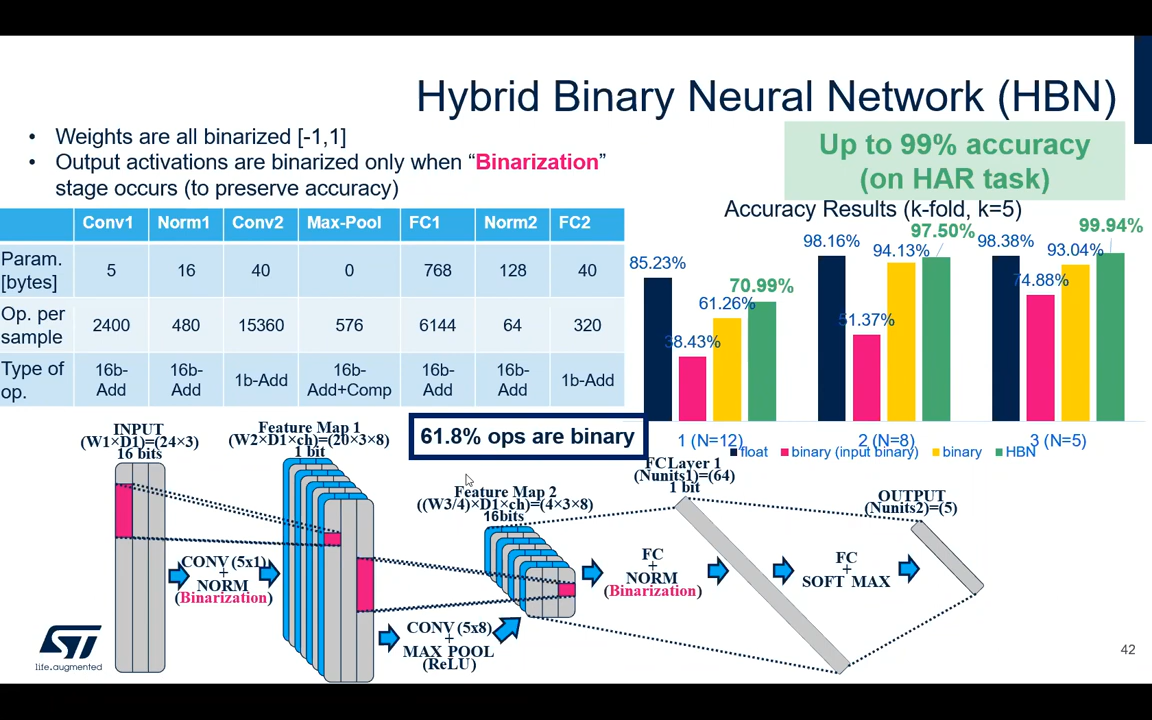 Hybrid Binary Neural Network (HBN)
• Weights are all binarized [-1,1]
• Output activations are binarized only when “Binarization”
stage occurs (to preserve accuracy)
Up to 99% accuracy
(on HAR task)
Conv1 Norm1 Conv2 Max-Pool FC1 Norm2 FC2
Param. [bytes] 5 16 40 0 768 128 40
Op. per sample 2400 480 15360 576 6144 64 320
Type of op. 16b-Add 16b-Add 1b-Add 16b-Add+Comp 16b-Add 16b-Add 1b-Add
Accuracy Results (k-fold, k=5)
85.23% 38.43% 61.26% 70.99%
98.16% 51.37% 94.13% 97.50%
98.38% 74.88% 93.04% 99.94%
1 (N=12) 2 (N=8) 3 (N=5)
float binary (input binary) binary HBN
61.8% ops are binary
INPUT
(W1×D1)=(24×3)
16 bits
Feature Map 1
(W2×D1×ch)=(20×3×8)
1 bit
Feature Map 2
((W3/4)×D1×ch)=(4×3×8)
16bits
FCLayer 1
(Nunits1)=(64)
1 bit
OUTPUT
(Nunits2)=(5)
CONV (5x1)
+
NORM
(Binarization)
CONV (5x8)
+
MAX POOL
(ReLU)
FC
+
NORM
(Binarization)
FC
+
SOFT MAX
ST
life.augmented
42